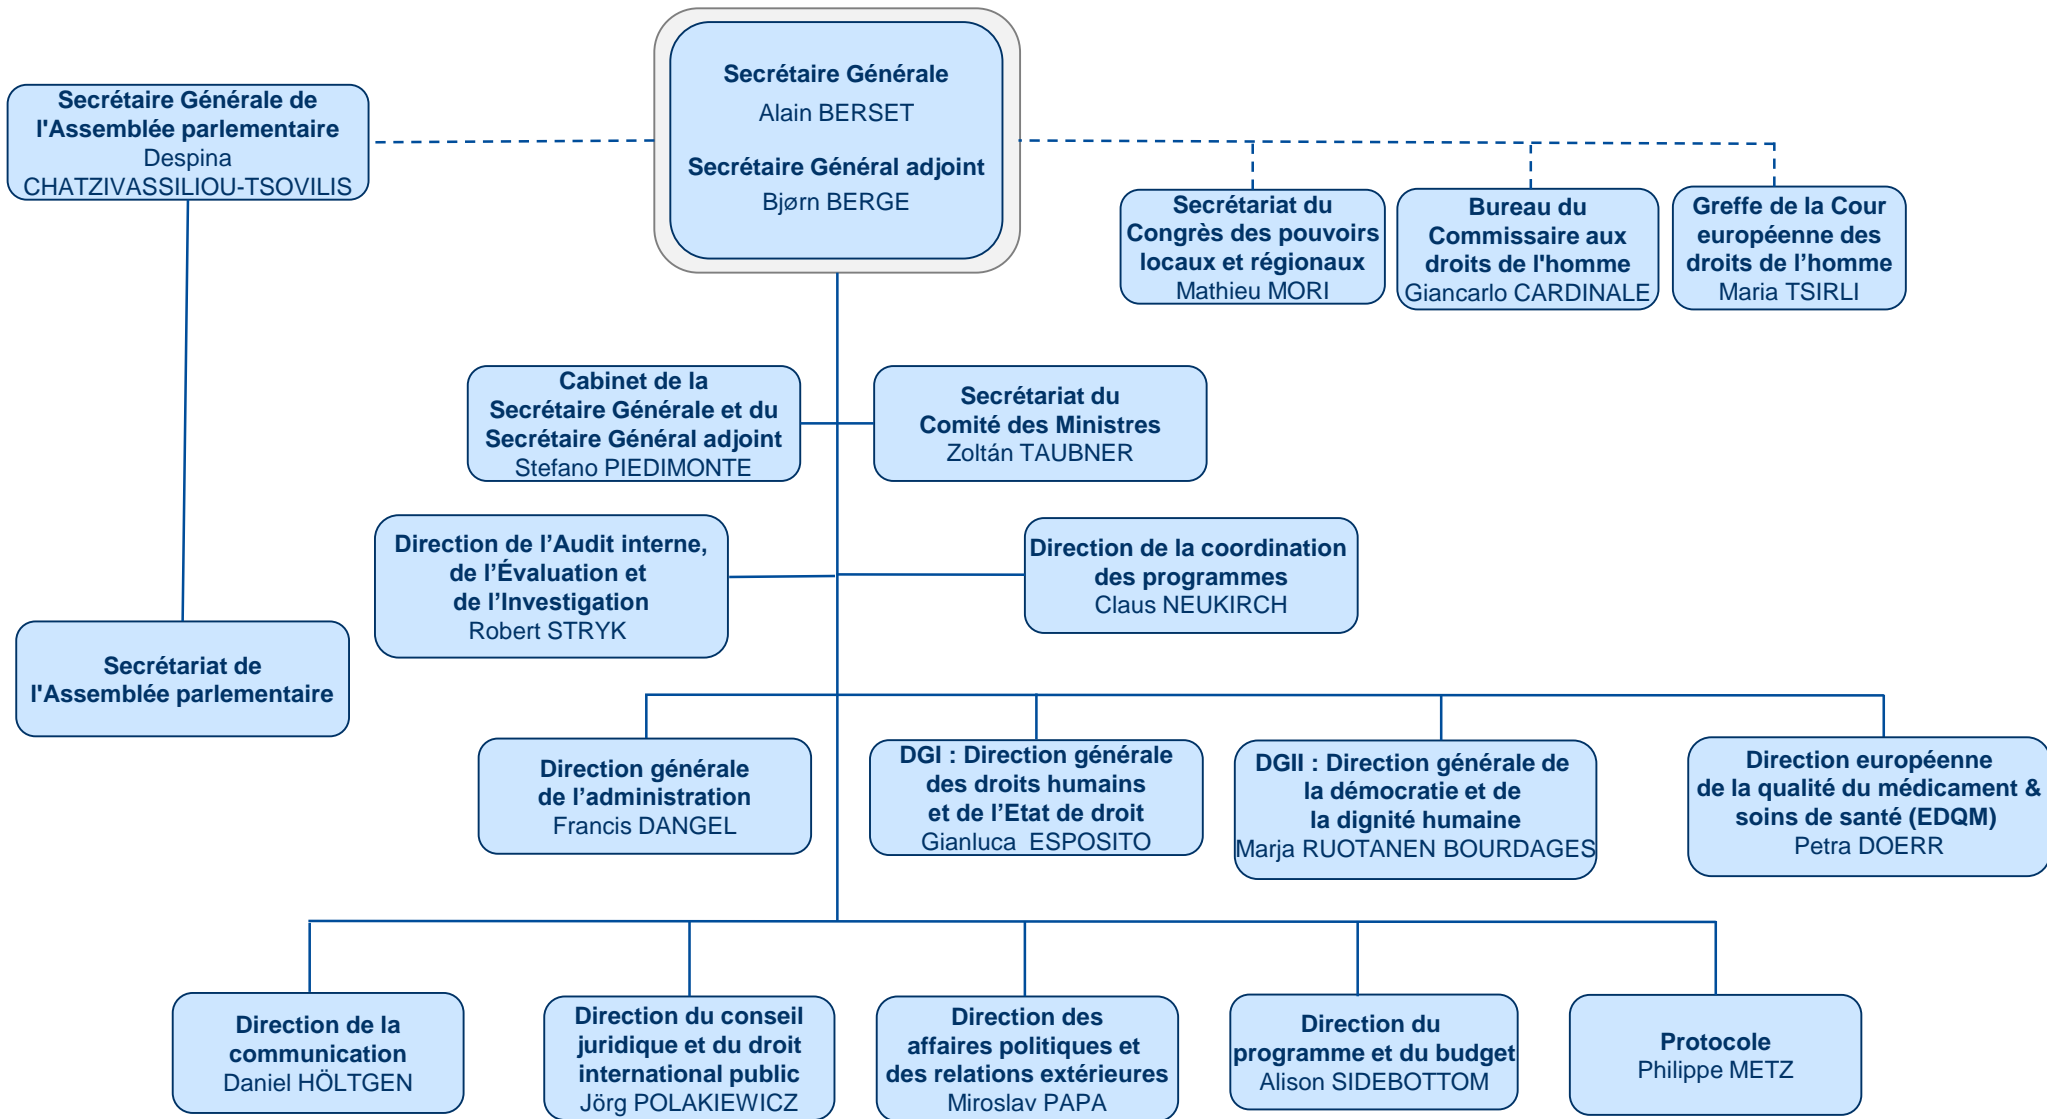 Secrétaire Générale
Alain BERSET
Secrétaire Général adjoint
Bjørn BERGE
Secrétaire Générale de
l'Assemblée parlementaire
Despina
CHATZIVASSILIOU-TSOVILIS
Secrétariat du
Congrès des pouvoirs
locaux et régionaux
Mathieu MORI
Bureau du
Commissaire aux
droits de l'homme
Giancarlo CARDINALE
Greffe de la Cour
européenne des
droits de l’homme
Maria TSIRLI
Cabinet de la
Secrétaire Générale et du
Secrétaire Général adjoint
Stefano PIEDIMONTE
Secrétariat du
Comité des Ministres
Zoltán TAUBNER
Direction de l’Audit interne,
de l’Évaluation et
de l’Investigation
Robert STRYK
Direction de la coordination
des programmes
Claus NEUKIRCH
Secrétariat de
l'Assemblée parlementaire
Direction générale
de l’administration
Francis DANGEL
DGI : Direction générale
des droits humains
et de l’Etat de droit
Gianluca ESPOSITO
DGII : Direction générale de
la démocratie et de
la dignité humaine
Marja RUOTANEN BOURDAGES
Direction européenne
de la qualité du médicament &
soins de santé (EDQM)
Petra DOERR
Direction de la
communication
Daniel HÖLTGEN
Direction du conseil
juridique et du droit
international public
Jörg POLAKIEWICZ
Direction des
affaires politiques et
des relations extérieures
Miroslav PAPA
Direction du
programme et du budget
Alison SIDEBOTTOM
Protocole
Philippe METZ